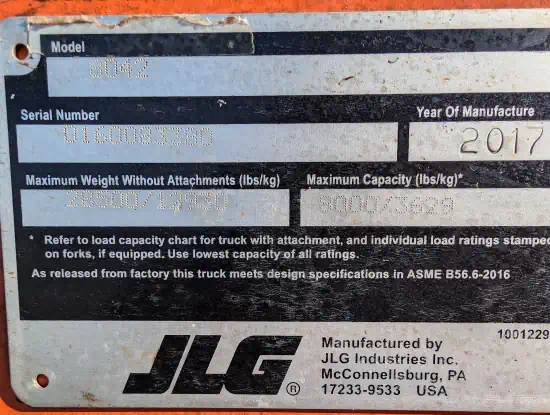 Model
8042
Serial Number
Year Of Manufacture
0160083380
2017
Maximum Weight Without Attachments (lbs/kg)
Maximum Capacity (lbs/kg)*
8000/3629
* Refer to load capacity chart for truck with attachment, and individual load ratings stamped
on forks, if equipped. Use lowest capacity of all ratings.
As released from factory this truck meets design specifications in ASME B56.6-2016
JLG ®
Manufactured by
JLG Industries Inc.
McConnellsburg, PA
17233-9533 USA
1001229